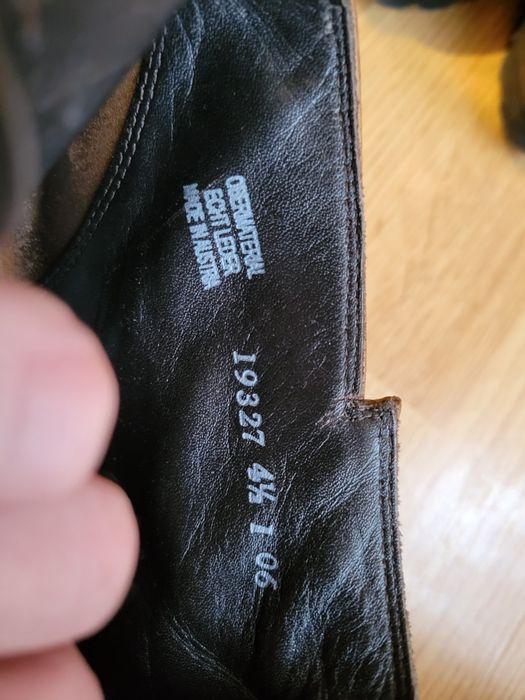 OBERMATERIAL
ECHT LEDER
MADE IN AUSTRIA
19327 4½ I 06